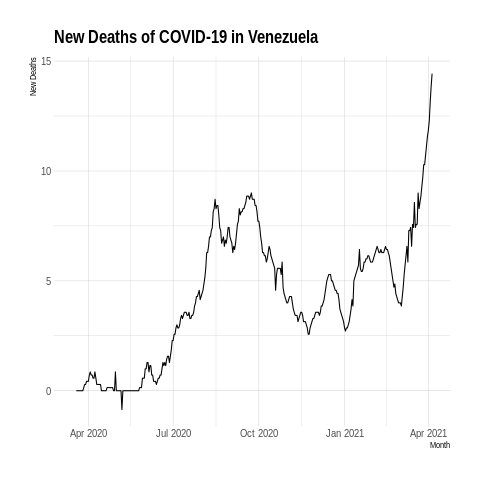 New Deaths of COVID-19 in Venezuela
New Deaths
15
10
5
0
Apr 2020 Jul 2020 Oct 2020 Jan 2021 Apr 2021
Month